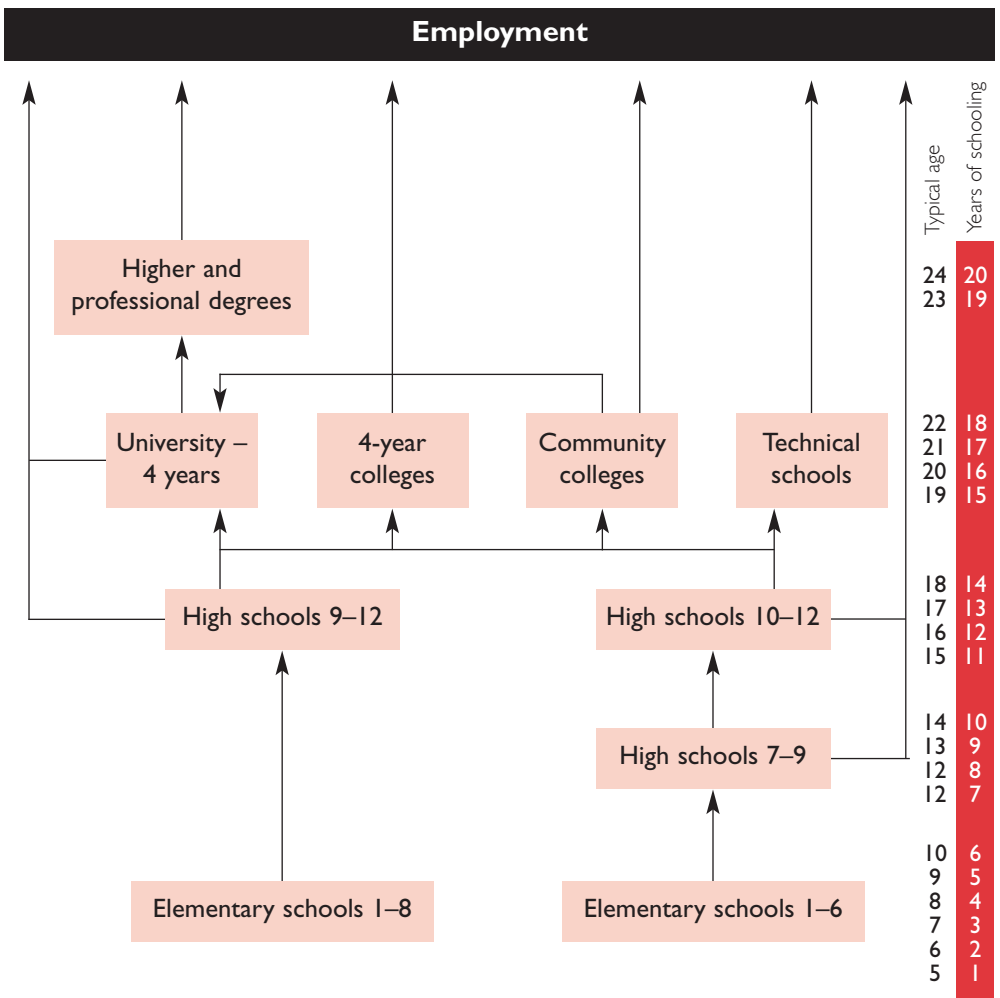 Employment
Typical age
Years of schooling
Higher and
professional degrees
24 20
23 19
University –
4 years
4-year
colleges
Community
colleges
Technical
schools
22 18
21 17
20 16
19 15
High schools 9–12
High schools 10–12
18 14
17 13
16 12
15 11
High schools 7–9
14 10
13 9
12 8
12 7
Elementary schools 1–8
Elementary schools 1–6
10 6
9 5
8 4
7 3
6 2
5 1